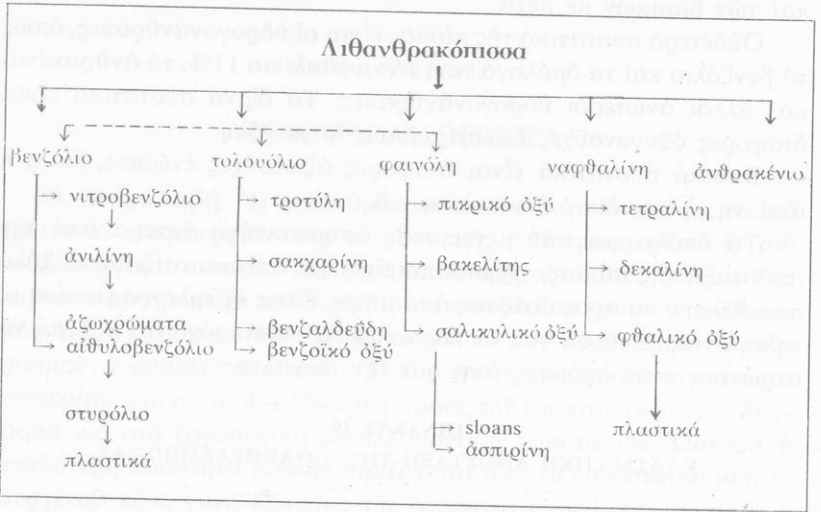 Λιθανθρακόπισσα
βενζόλιο τολουόλιο φαινόλη ναφθαλίνη ἀνθρακένιο
νιτροβενζόλιο τροτύλη πικρικό ὀξύ τετραλίνη
ἀνιλίνη σακχαρίνη βακελίτης δεκαλίνη
ἀζωχρώματα βενζαλδεΰδη σαλικυλικό ὀξύ φθαλικό ὀξύ
αἰθυλοβενζόλιο βενζοϊκό ὀξύ
στυρόλιο sloans πλαστικά
πλαστικά ἀσπιρίνη